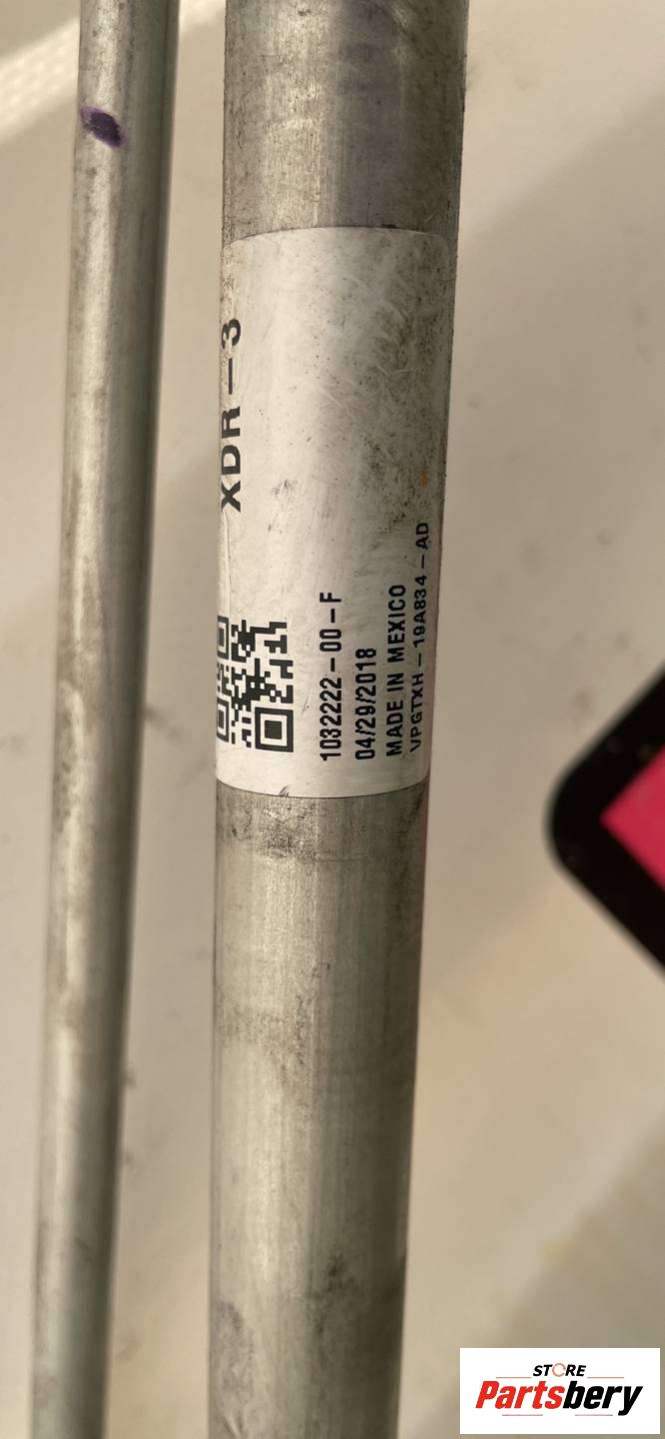 XDR-3
1032222-00-F
04/29/2018
MADE IN MEXICO
VPGTXH-19A834-AD
STORE
Partsbery